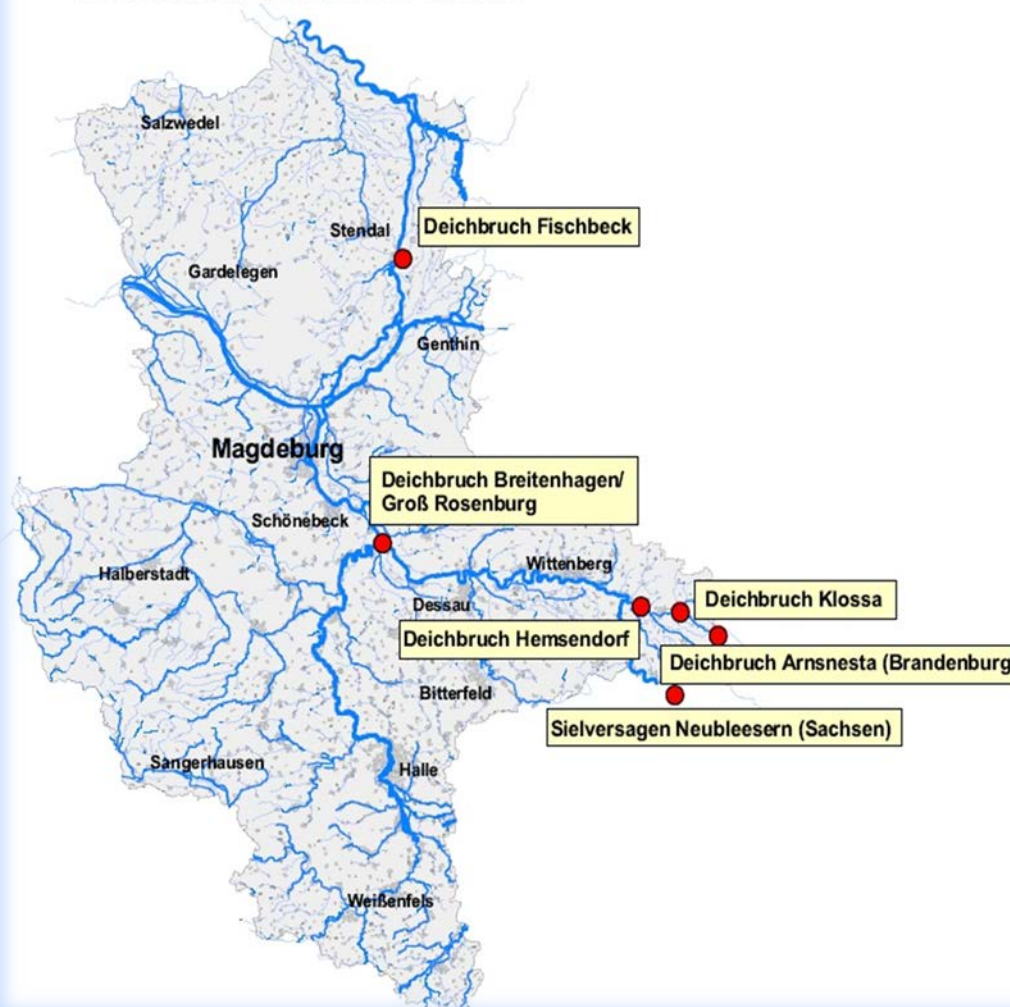 Salzwedel
Stendal
Deichbruch Fischbeck
Gardelegen
Genthin
Magdeburg
Deichbruch Breitenhagen/
Groß Rosenburg
Schönebeck
Halberstadt
Wittenberg
Dessau
Deichbruch Klossa
Deichbruch Hemsendorf
Deichbruch Arnsnesta (Brandenburg
Bitterfeld
Sielversagen Neubleesern (Sachsen)
Sangerhausen
Halle
Weißenfels